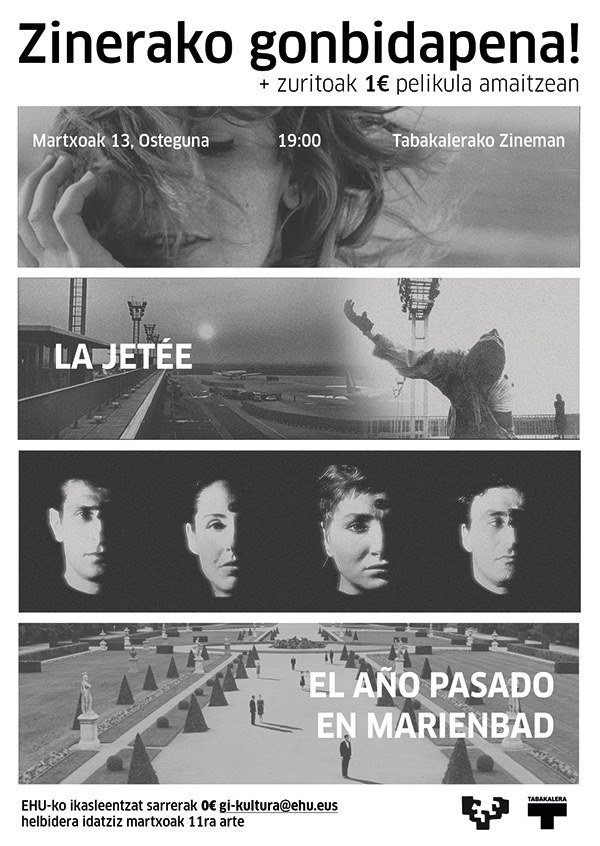 Zinerako gonbidapena!
+ zuritoak 1€ pelikula amaitzean
Martxoak 13, Osteguna 19:00 Tabakalerako Zineman
LA JETÉE
EL AÑO PASADO
EN MARIENBAD
EHU-ko ikasleentzat sarrerak 0€ gi-kultura@ehu.eus
helbidera idatziz martxoak 11ra arte
TABAKALERA